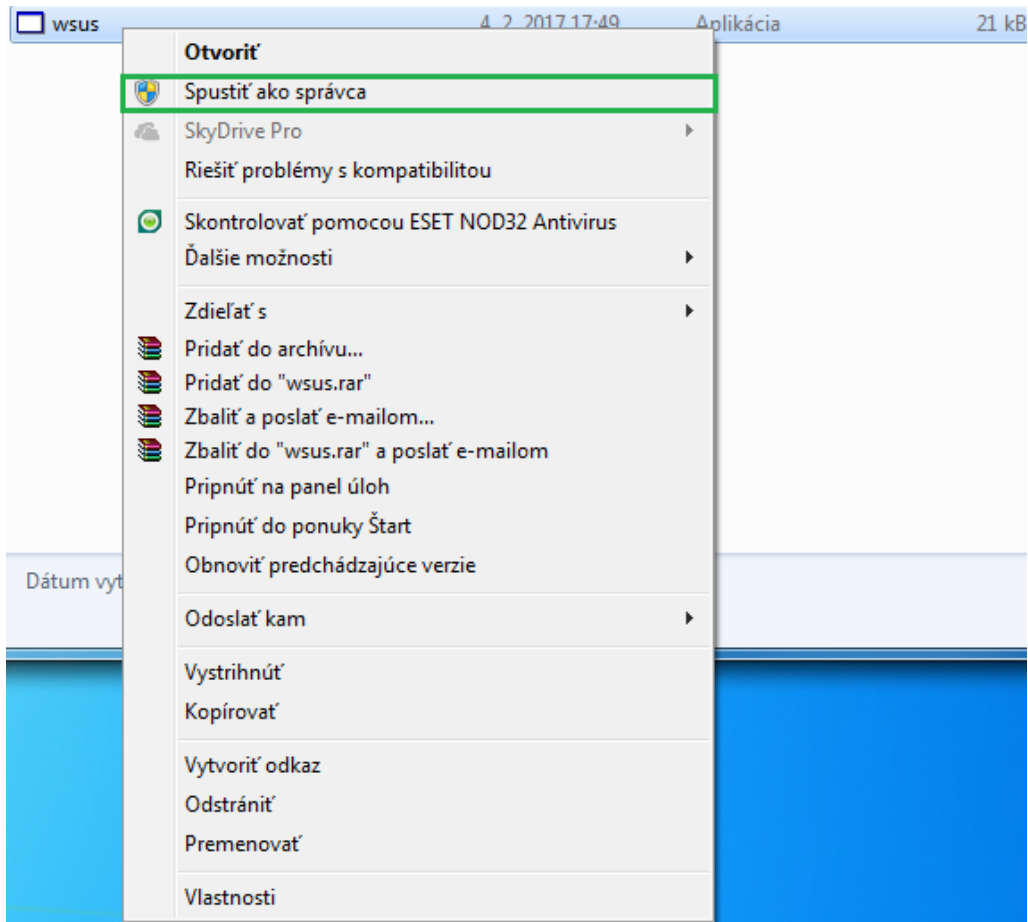 wsus 4. 2. 2017 17:49 Aplikácia 21 kB
Otvoriť
Spustiť ako správca
SkyDrive Pro
Riešiť problémy s kompatibilitou
Skontrolovať pomocou ESET NOD32 Antivirus
Ďalšie možnosti
Zdieľať s
Pridať do archívu...
Pridať do "wsus.rar"
Zbaliť a poslať e-mailom...
Zbaliť do "wsus.rar" a poslať e-mailom
Pripnúť na panel úloh
Pripnúť do ponuky Štart
Obnoviť predchádzajúce verzie
Dátum vyt
Odoslať kam
Vystrihnúť
Kopírovať
Vytvoriť odkaz
Odstrániť
Premenovať
Vlastnosti